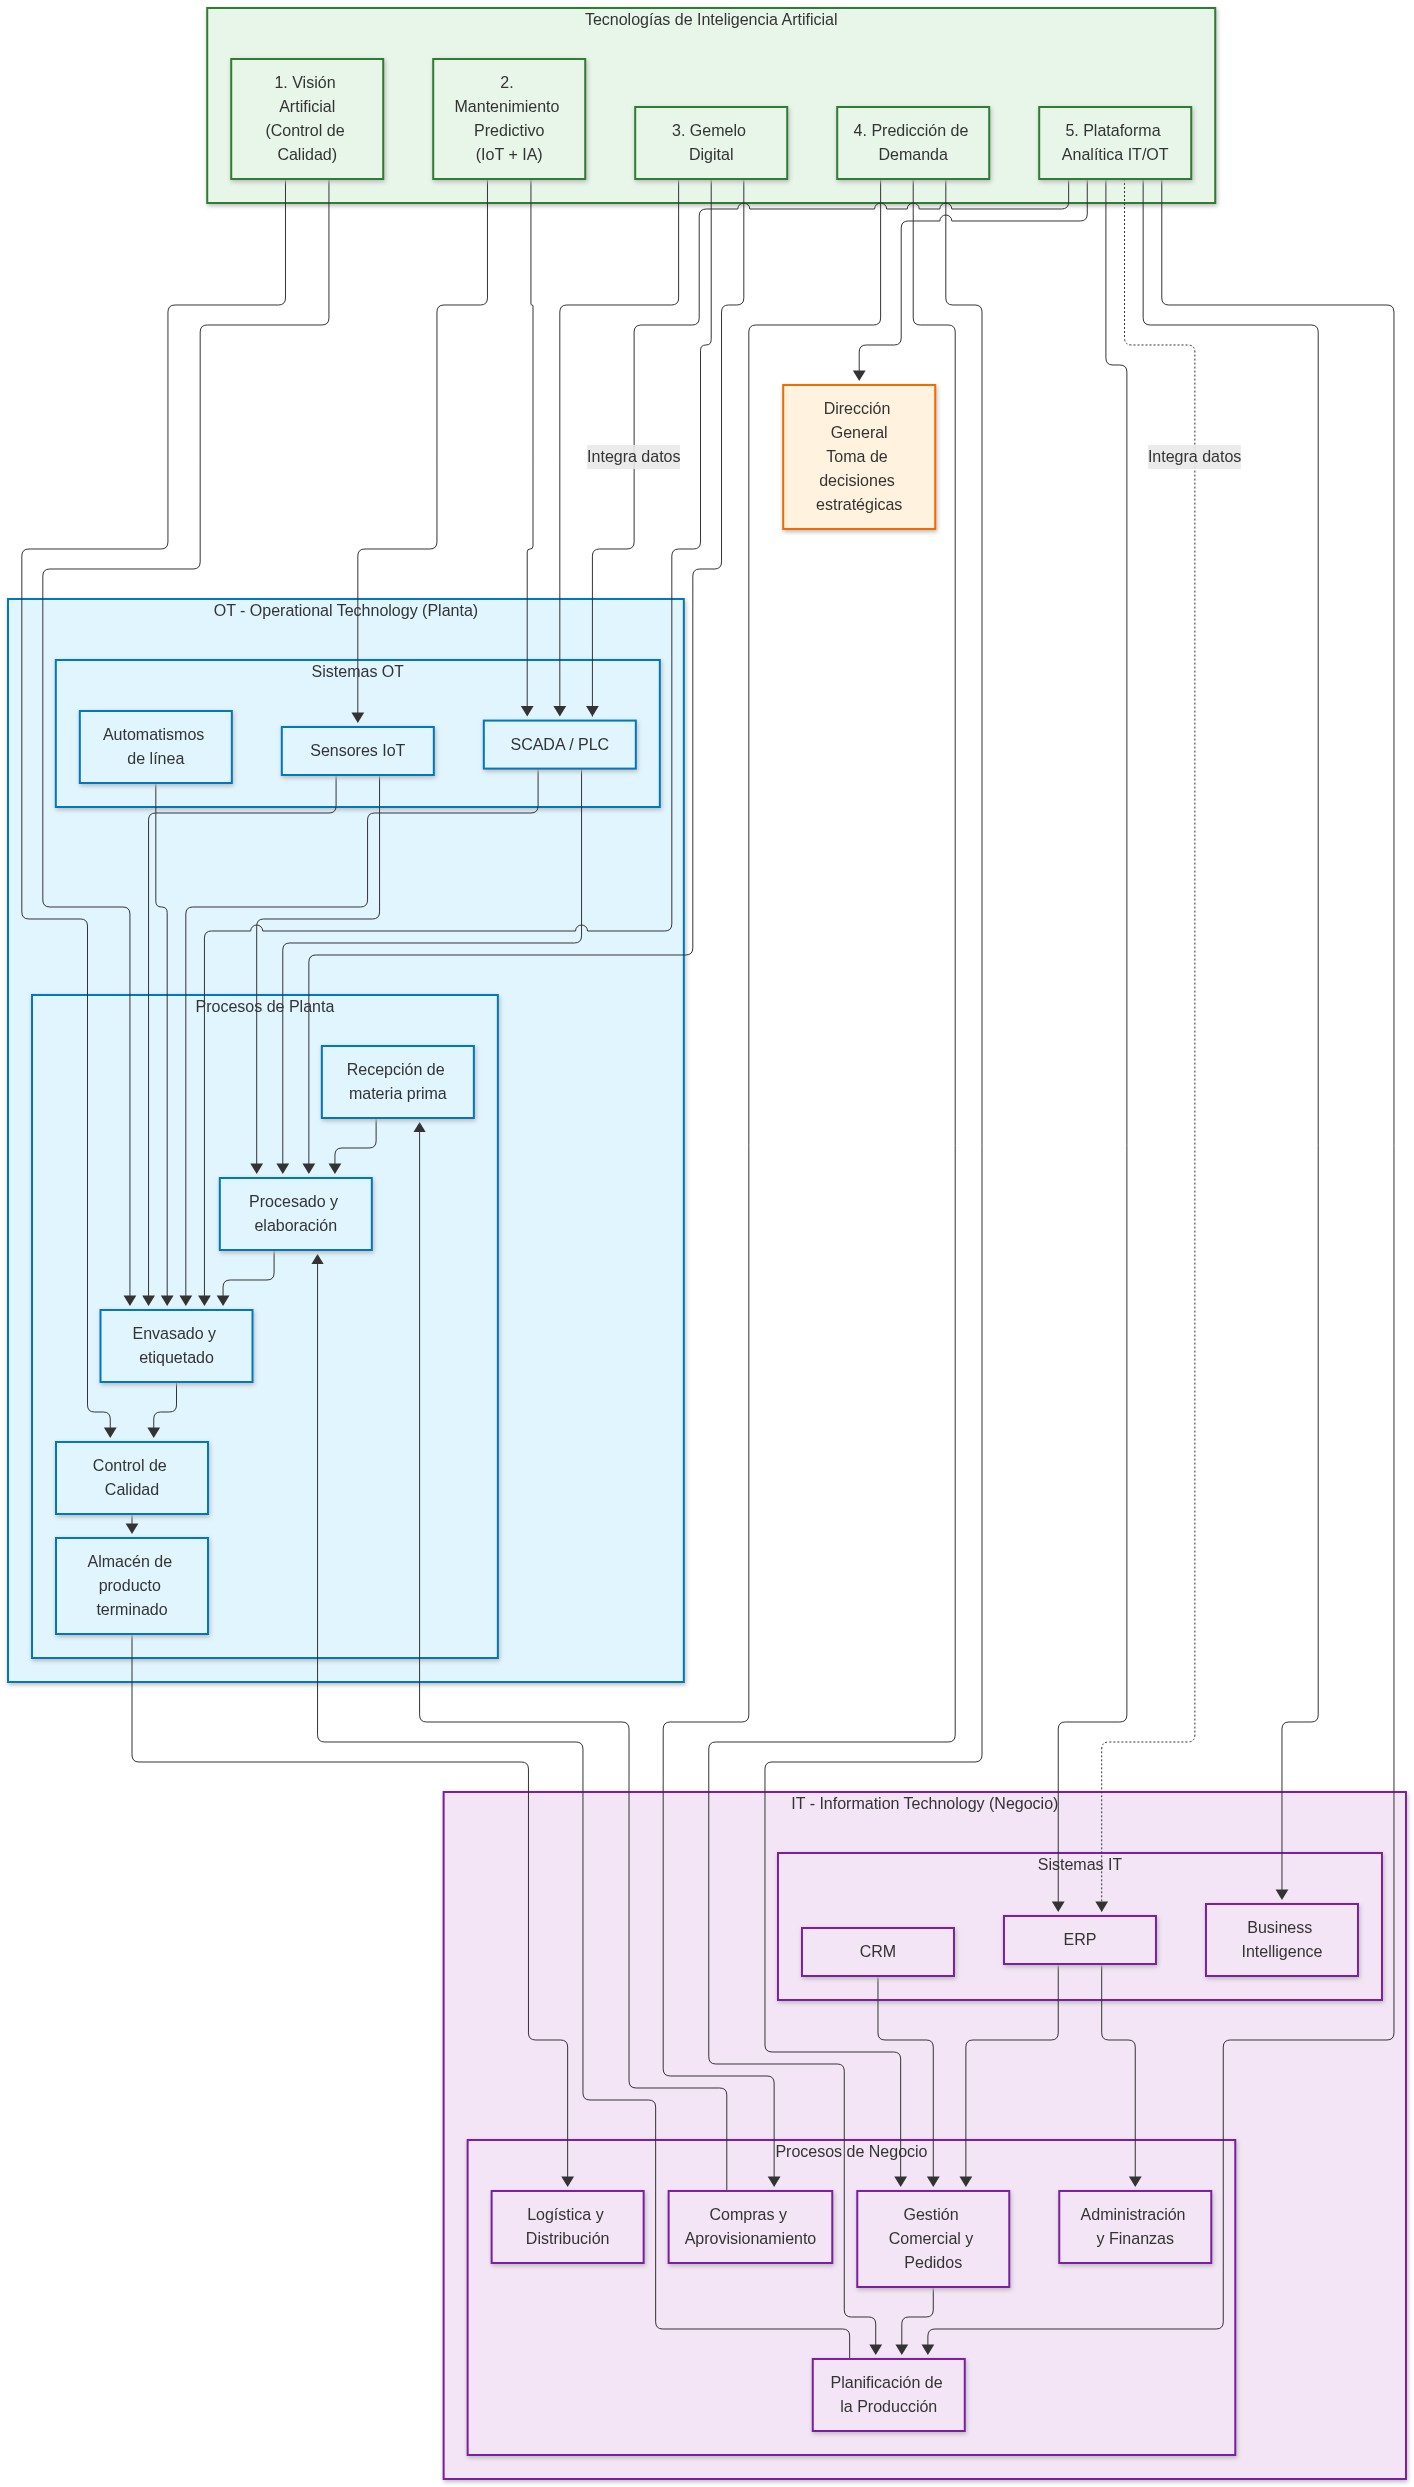 Tecnologías de Inteligencia Artificial
1. Visión
Artificial
(Control de
Calidad)
2.
Mantenimiento
Predictivo
(IoT + IA)
3. Gemelo
Digital
4. Predicción de
Demanda
5. Plataforma
Analítica IT/OT
Dirección
General
Toma de
decisiones
estratégicas
Integra datos
Integra datos
OT - Operational Technology (Planta)
Sistemas OT
Automatismos
de línea
Sensores IoT
SCADA / PLC
Procesos de Planta
Recepción de
materia prima
Procesado y
elaboración
Envasado y
etiquetado
Control de
Calidad
Almacén de
producto
terminado
IT - Information Technology (Negocio)
Sistemas IT
CRM
ERP
Business
Intelligence
Procesos de Negocio
Logística y
Distribución
Compras y
Aprovisionamiento
Gestión
Comercial y
Pedidos
Administración
y Finanzas
Planificación de
la Producción